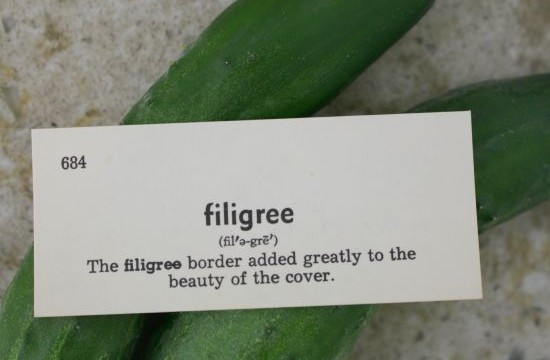 684
filigree
(fil′ə-grē′)
The filigree border added greatly to the
beauty of the cover.